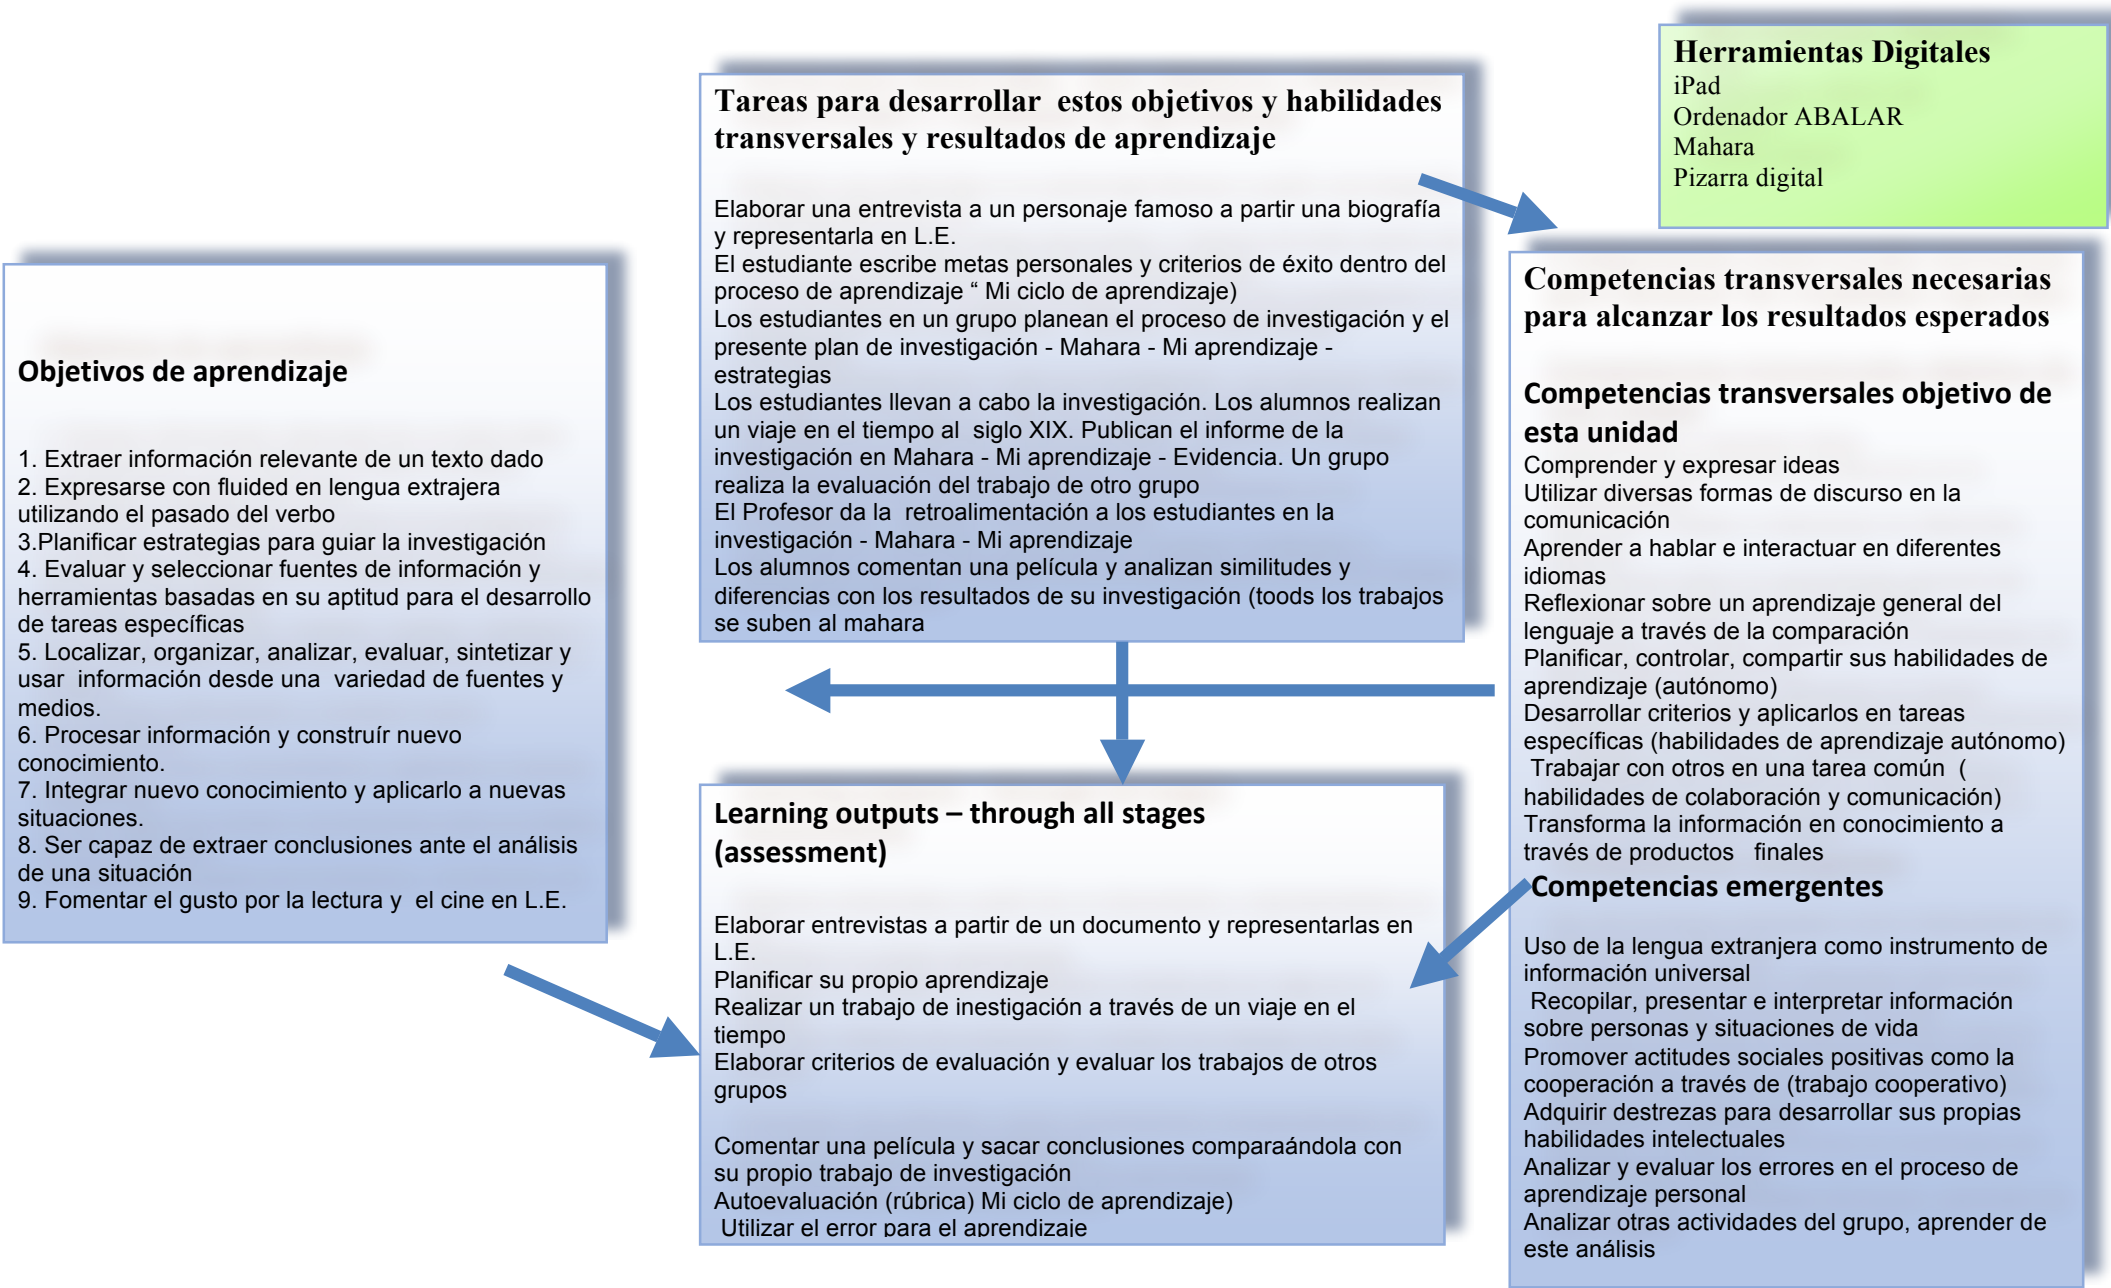 Herramientas Digitales
iPad
Ordenador ABALAR
Mahara
Pizarra digital
Tareas para desarrollar  estos objetivos y habilidades
transversales y resultados de aprendizaje
Elaborar una entrevista a un personaje famoso a partir una biografía
y representarla en L.E.
El estudiante escribe metas personales y criterios de éxito dentro del
proceso de aprendizaje “ Mi ciclo de aprendizaje)
Los estudiantes en un grupo planean el proceso de investigación y el
presente plan de investigación - Mahara - Mi aprendizaje -
estrategias
Los estudiantes llevan a cabo la investigación. Los alumnos realizan
un viaje en el tiempo al  siglo XIX. Publican el informe de la
investigación en Mahara - Mi aprendizaje - Evidencia. Un grupo
realiza la evaluación del trabajo de otro grupo
El Profesor da la  retroalimentación a los estudiantes en la
investigación - Mahara - Mi aprendizaje
Los alumnos comentan una película y analizan similitudes y
diferencias con los resultados de su investigación (toods los trabajos
se suben al mahara
Objetivos de aprendizaje
1. Extraer información relevante de un texto dado
2. Expresarse con fluided en lengua extrajera
utilizando el pasado del verbo
3.Planificar estrategias para guiar la investigación
4. Evaluar y seleccionar fuentes de información y
herramientas basadas en su aptitud para el desarrollo
de tareas específicas
5. Localizar, organizar, analizar, evaluar, sintetizar y
usar  información desde una  variedad de fuentes y
medios.
6. Procesar información y construír nuevo
conocimiento.
7. Integrar nuevo conocimiento y aplicarlo a nuevas
situaciones.
8. Ser capaz de extraer conclusiones ante el análisis
de una situación
9. Fomentar el gusto por la lectura y  el cine en L.E.
Learning outputs – through all stages
(assessment)
Elaborar entrevistas a partir de un documento y representarlas en
L.E.
Planificar su propio aprendizaje
Realizar un trabajo de inestigación a través de un viaje en el
tiempo
Elaborar criterios de evaluación y evaluar los trabajos de otros
grupos
Comentar una película y sacar conclusiones comparaándola con
su propio trabajo de investigación
Autoevaluación (rúbrica) Mi ciclo de aprendizaje)
Utilizar el error para el aprendizaje
Competencias transversales necesarias
para alcanzar los resultados esperados
Competencias transversales objetivo de
esta unidad
Comprender y expresar ideas
Utilizar diversas formas de discurso en la
comunicación
Aprender a hablar e interactuar en diferentes
idiomas
Reflexionar sobre un aprendizaje general del
lenguaje a través de la comparación
Planificar, controlar, compartir sus habilidades de
aprendizaje (autónomo)
Desarrollar criterios y aplicarlos en tareas
específicas (habilidades de aprendizaje autónomo)
Trabajar con otros en una tarea común  (
habilidades de colaboración y comunicación)
Transforma la información en conocimiento a
través de productos   finales
Competencias emergentes
Uso de la lengua extranjera como instrumento de
información universal
Recopilar, presentar e interpretar información
sobre personas y situaciones de vida
Promover actitudes sociales positivas como la
cooperación a través de (trabajo cooperativo)
Adquirir destrezas para desarrollar sus propias
habilidades intelectuales
Analizar y evaluar los errores en el proceso de
aprendizaje personal
Analizar otras actividades del grupo, aprender de
este análisis